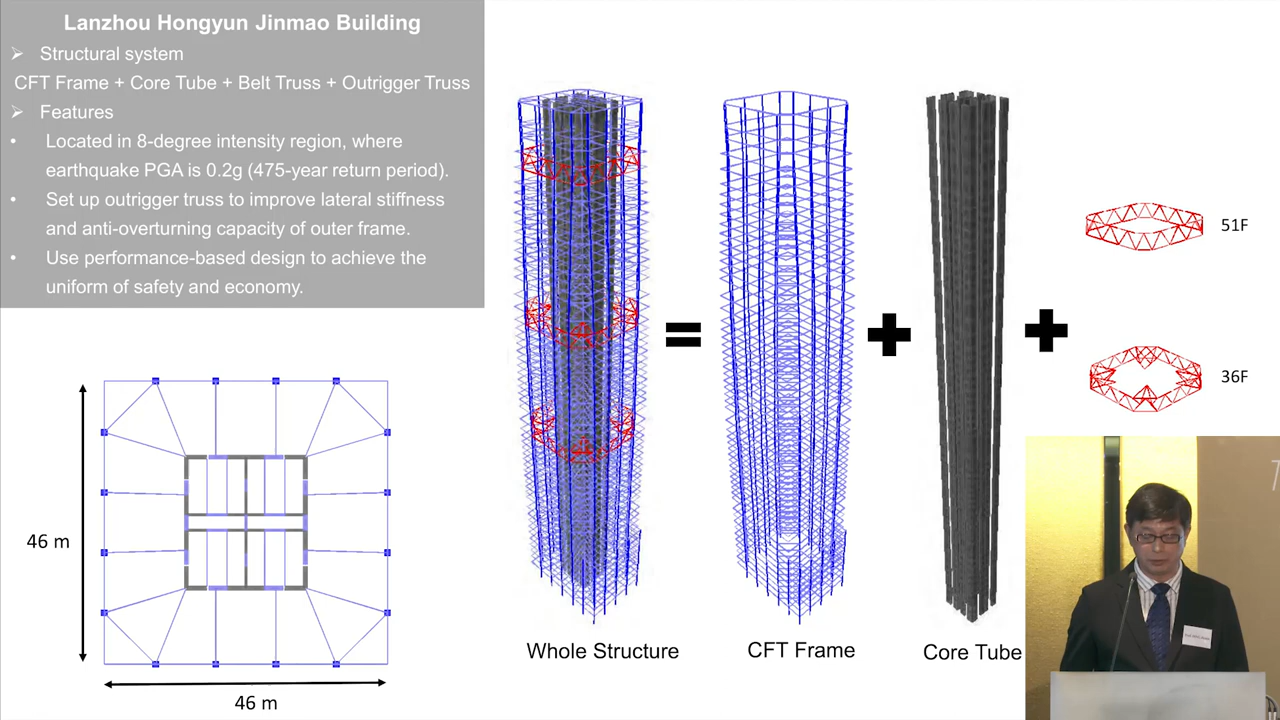 Lanzhou Hongyun Jinmao Building
➢ Structural system
CFT Frame + Core Tube + Belt Truss + Outrigger Truss
➢ Features
• Located in 8-degree intensity region, where
earthquake PGA is 0.2g (475-year return period).
• Set up outrigger truss to improve lateral stiffness
and anti-overturning capacity of outer frame.
• Use performance-based design to achieve the
uniform of safety and economy.
51F
36F
46 m
46 m
Whole Structure
CFT Frame
Core Tube